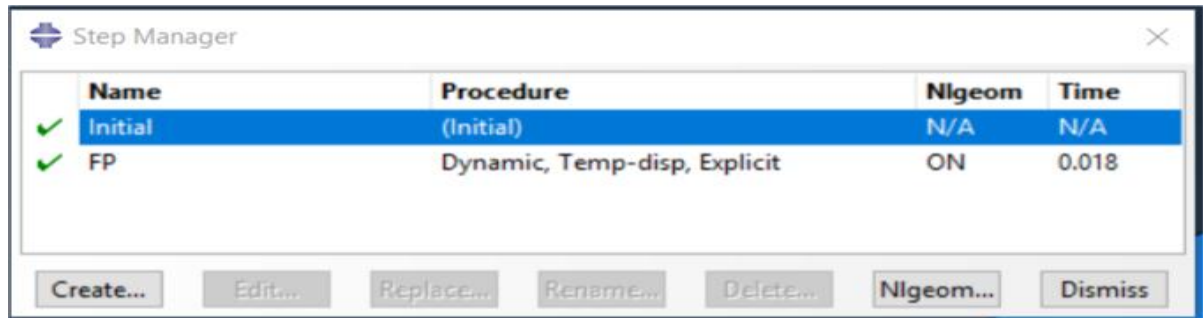 Step Manager
Name Procedure Nlgeom Time
Initial (Initial) N/A N/A
FP Dynamic, Temp-disp, Explicit ON 0.018
Create... Edit... Replace... Rename... Delete... Nlgeom... Dismiss